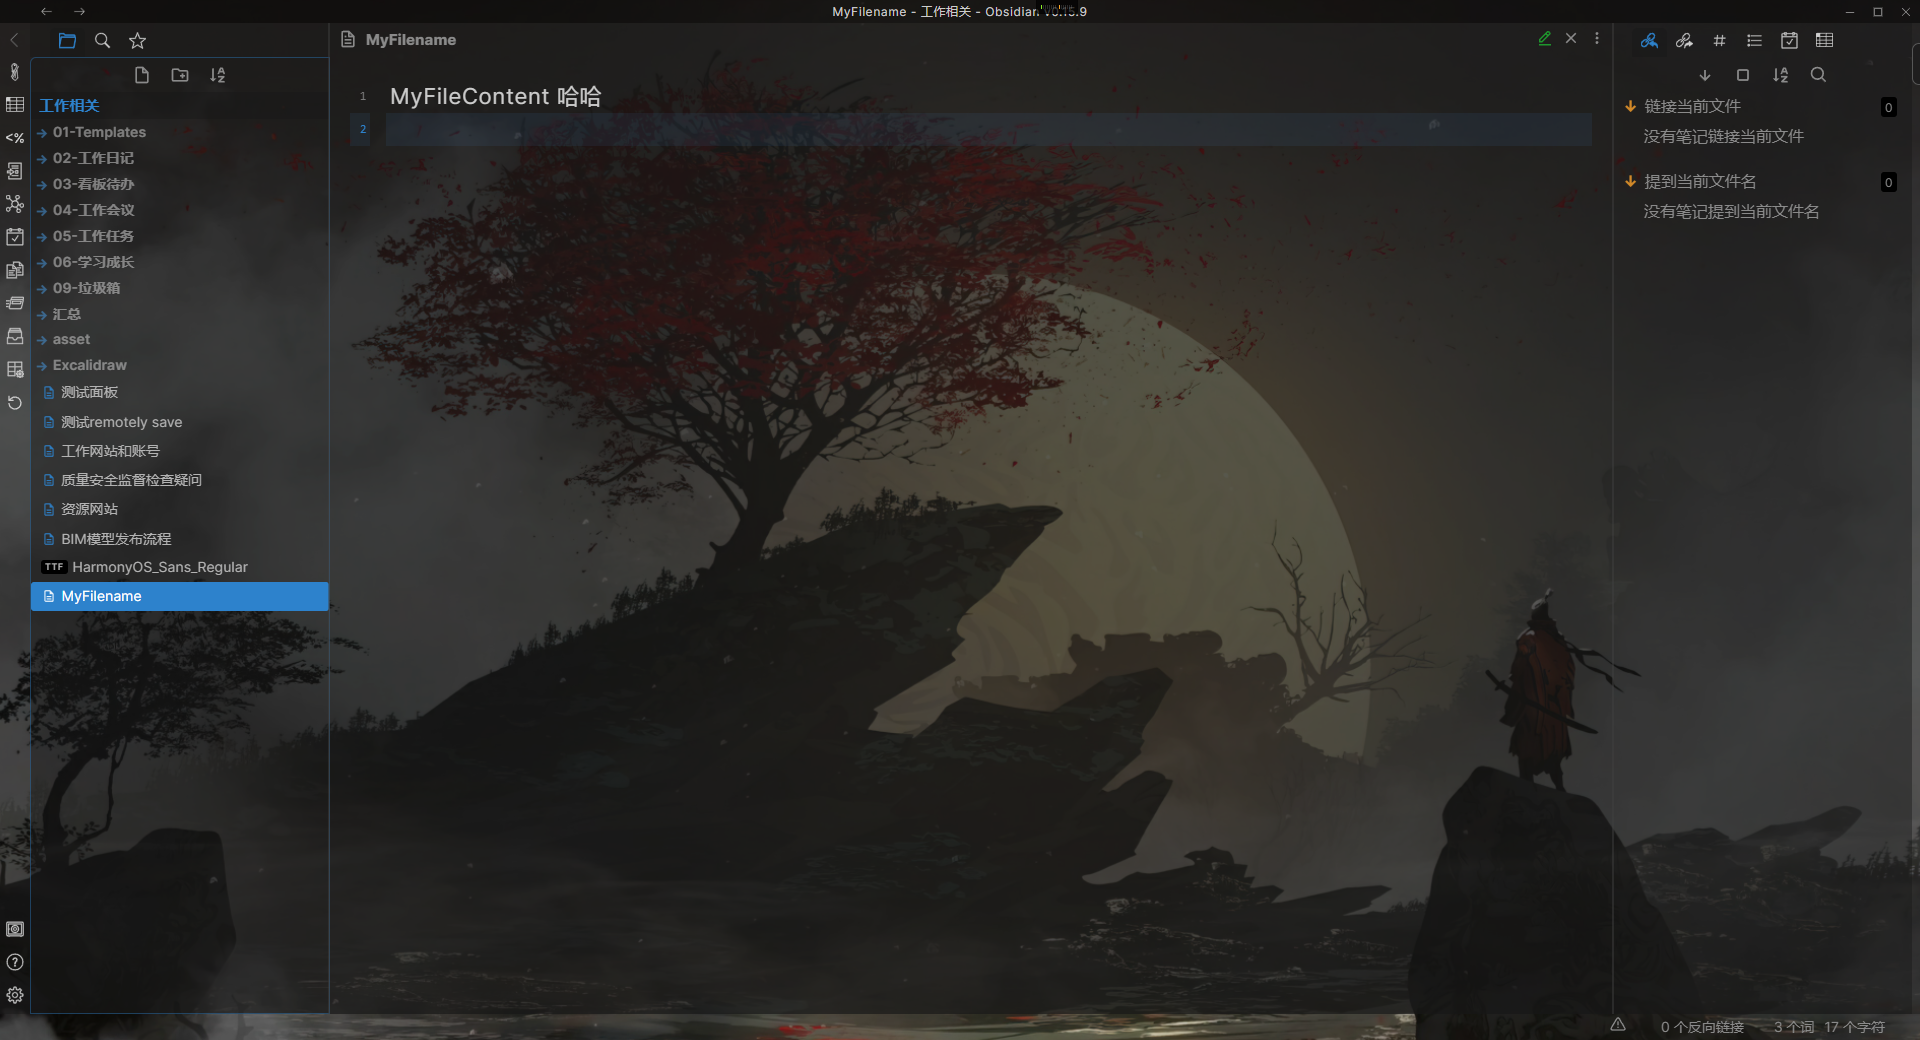 MyFilename - 工作相关 - Obsidian v0.15.9
MyFilename
工作相关
01-Templates
02-工作日记
03-看板待办
04-工作会议
05-工作任务
06-学习成长
09-垃圾箱
汇总
asset
Excalidraw
测试面板
测试remotely save
工作网站和账号
质量安全监督检查疑问
资源网站
BIM模型发布流程
TTF HarmonyOS_Sans_Regular
MyFilename
1 MyFileContent 哈哈
2
链接当前文件 0
没有笔记链接当前文件
提到当前文件名 0
没有笔记提到当前文件名
0 个反向链接 3 个词 17 个字符